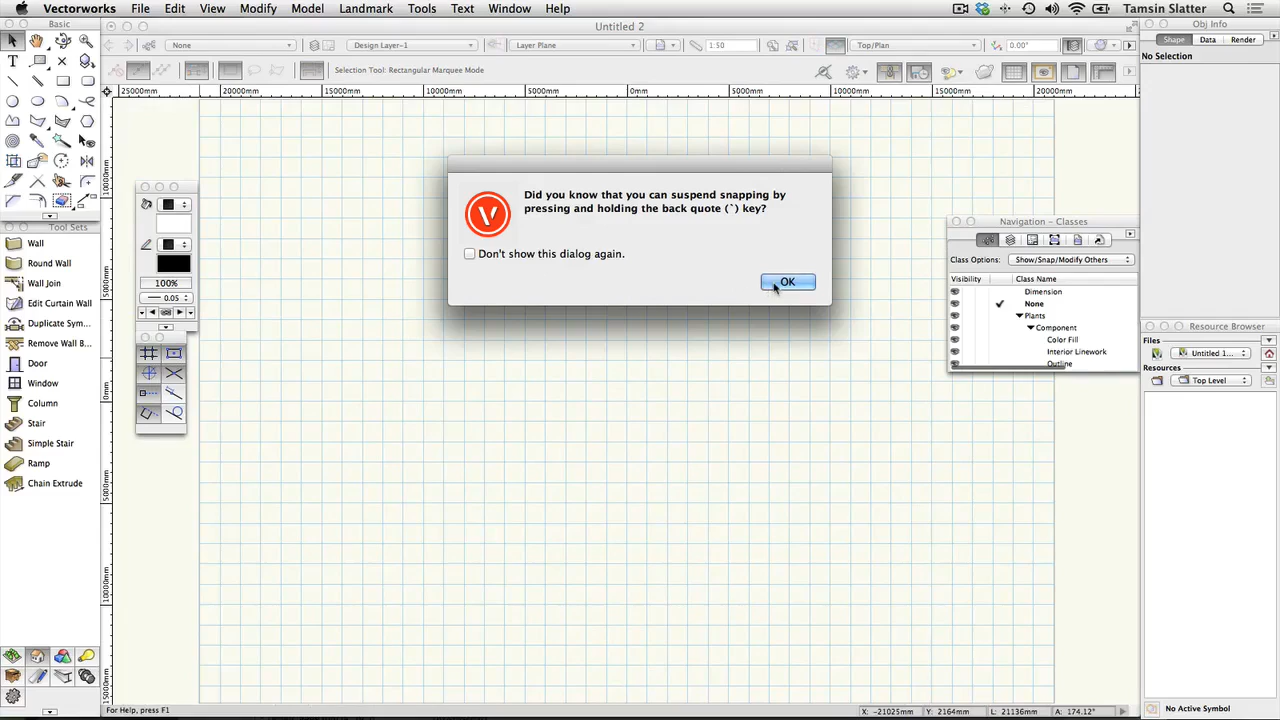 Vectorworks File Edit View Modify Model Landmark Tools Text Window Help Tamsin Slatter
Basic
Untitled 2
Obj Info
None Design Layer-1 Layer Plane 1:50 Top/Plan 0.00°
Shape Data Render
Selection Tool: Rectangular Marquee Mode
No Selection
25000mm 20000mm 15000mm 10000mm 5000mm 0mm 5000mm 10000mm 15000mm 20000mm
10000mm
5000mm
0mm
5000mm
10000mm
15000mm
Did you know that you can suspend snapping by
pressing and holding the back quote (`) key?
Don't show this dialog again.
OK
100%
0.05
Tool Sets
Wall
Round Wall
Wall Join
Edit Curtain Wall
Duplicate Sym...
Remove Wall B...
Door
Window
Column
Stair
Simple Stair
Ramp
Chain Extrude
Navigation - Classes
Class Options: Show/Snap/Modify Others
Visibility Class Name
Dimension
None
Plants
Component
Color Fill
Interior Linework
Outline
Resource Browser
Files
Untitled 1...
Resources
Top Level
For Help, press F1
X: -21025mm Y: 2164mm L: 21136mm A: 174.12°
No Active Symbol